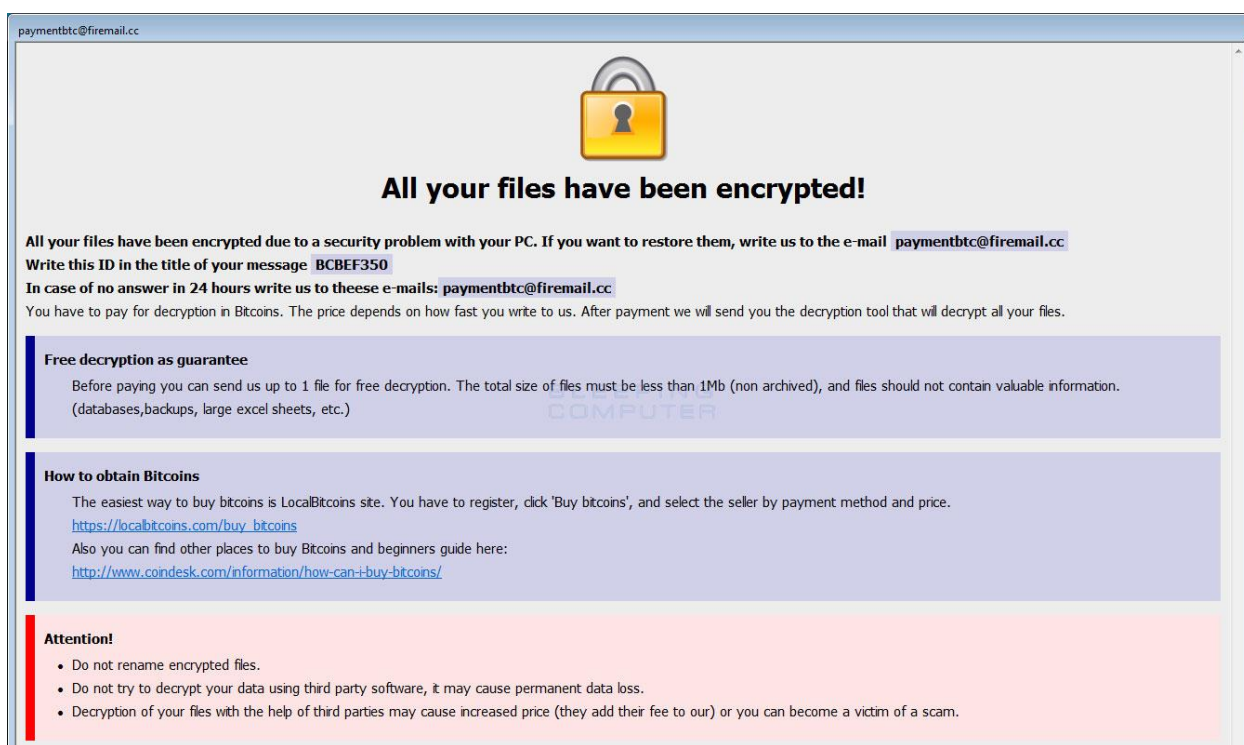 paymentbtc@firemail.cc
All your files have been encrypted!
All your files have been encrypted due to a security problem with your PC. If you want to restore them, write us to the e-mail paymentbtc@firemail.cc
Write this ID in the title of your message BCBEF350
In case of no answer in 24 hours write us to theese e-mails: paymentbtc@firemail.cc
You have to pay for decryption in Bitcoins. The price depends on how fast you write to us. After payment we will send you the decryption tool that will decrypt all your files.
Free decryption as guarantee
Before paying you can send us up to 1 file for free decryption. The total size of files must be less than 1Mb (non archived), and files should not contain valuable information.
(databases,backups, large excel sheets, etc.)
BLEEPING
COMPUTER
How to obtain Bitcoins
The easiest way to buy bitcoins is LocalBitcoins site. You have to register, click 'Buy bitcoins', and select the seller by payment method and price.
https://localbitcoins.com/buy_bitcoins
Also you can find other places to buy Bitcoins and beginners guide here:
http://www.coindesk.com/information/how-can-i-buy-bitcoins/
Attention!
• Do not rename encrypted files.
• Do not try to decrypt your data using third party software, it may cause permanent data loss.
• Decryption of your files with the help of third parties may cause increased price (they add their fee to our) or you can become a victim of a scam.